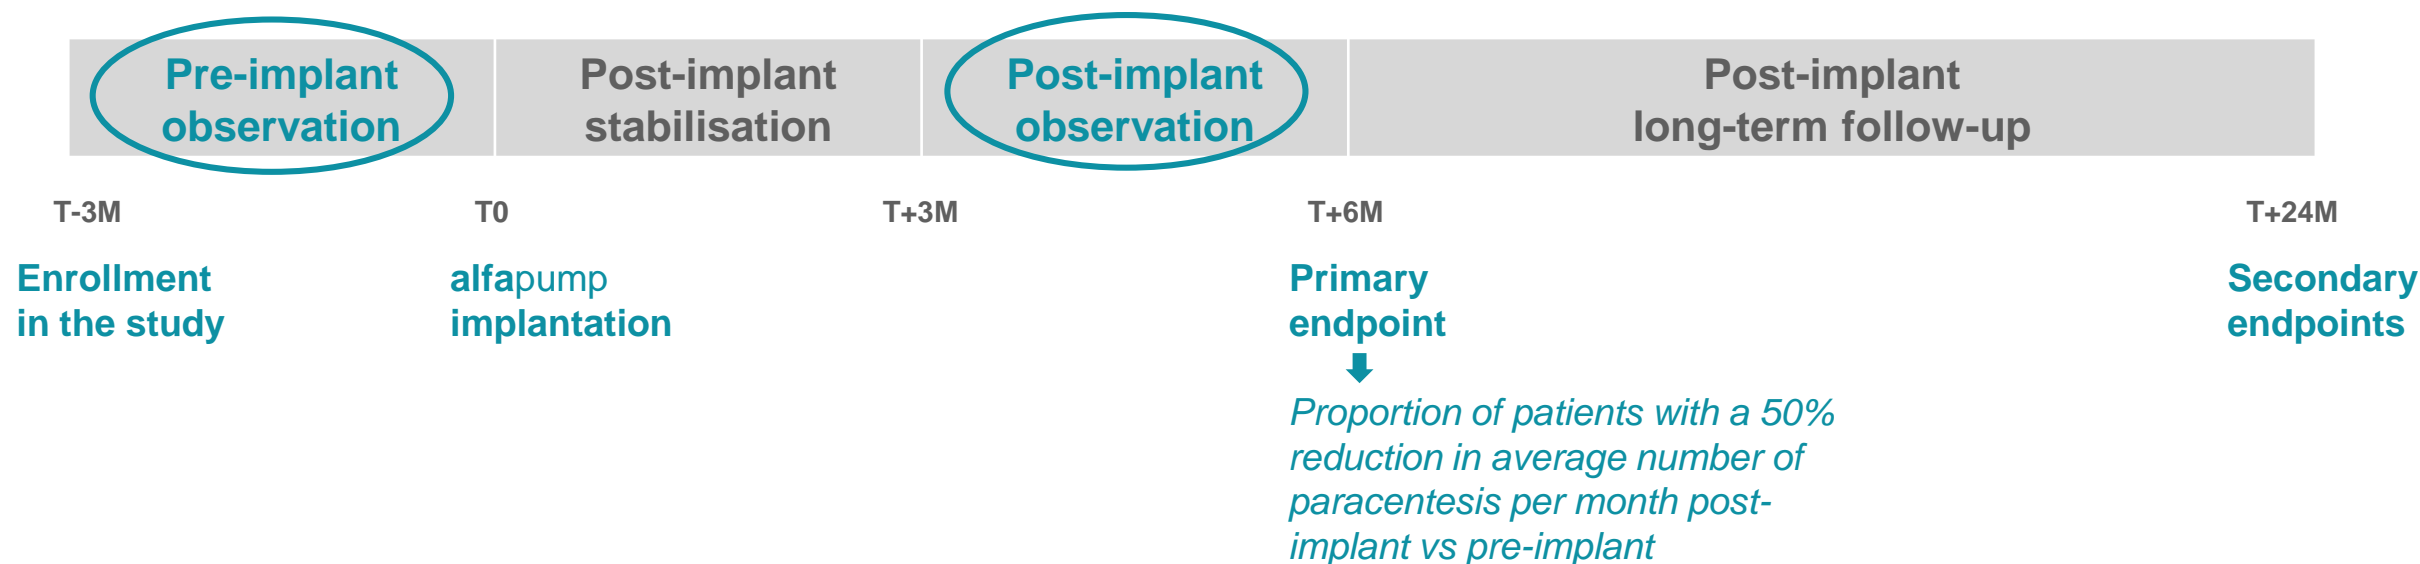 Pre-implant
observation
Post-implant
stabilisation
Post-implant
observation
Post-implant
long-term follow-up
T-3M
T0
T+3M
T+6M
T+24M
Enrollment
in the study
alfapump
implantation
Primary
endpoint
Secondary
endpoints
Proportion of patients with a 50%
reduction in average number of
paracentesis per month post-
implant vs pre-implant